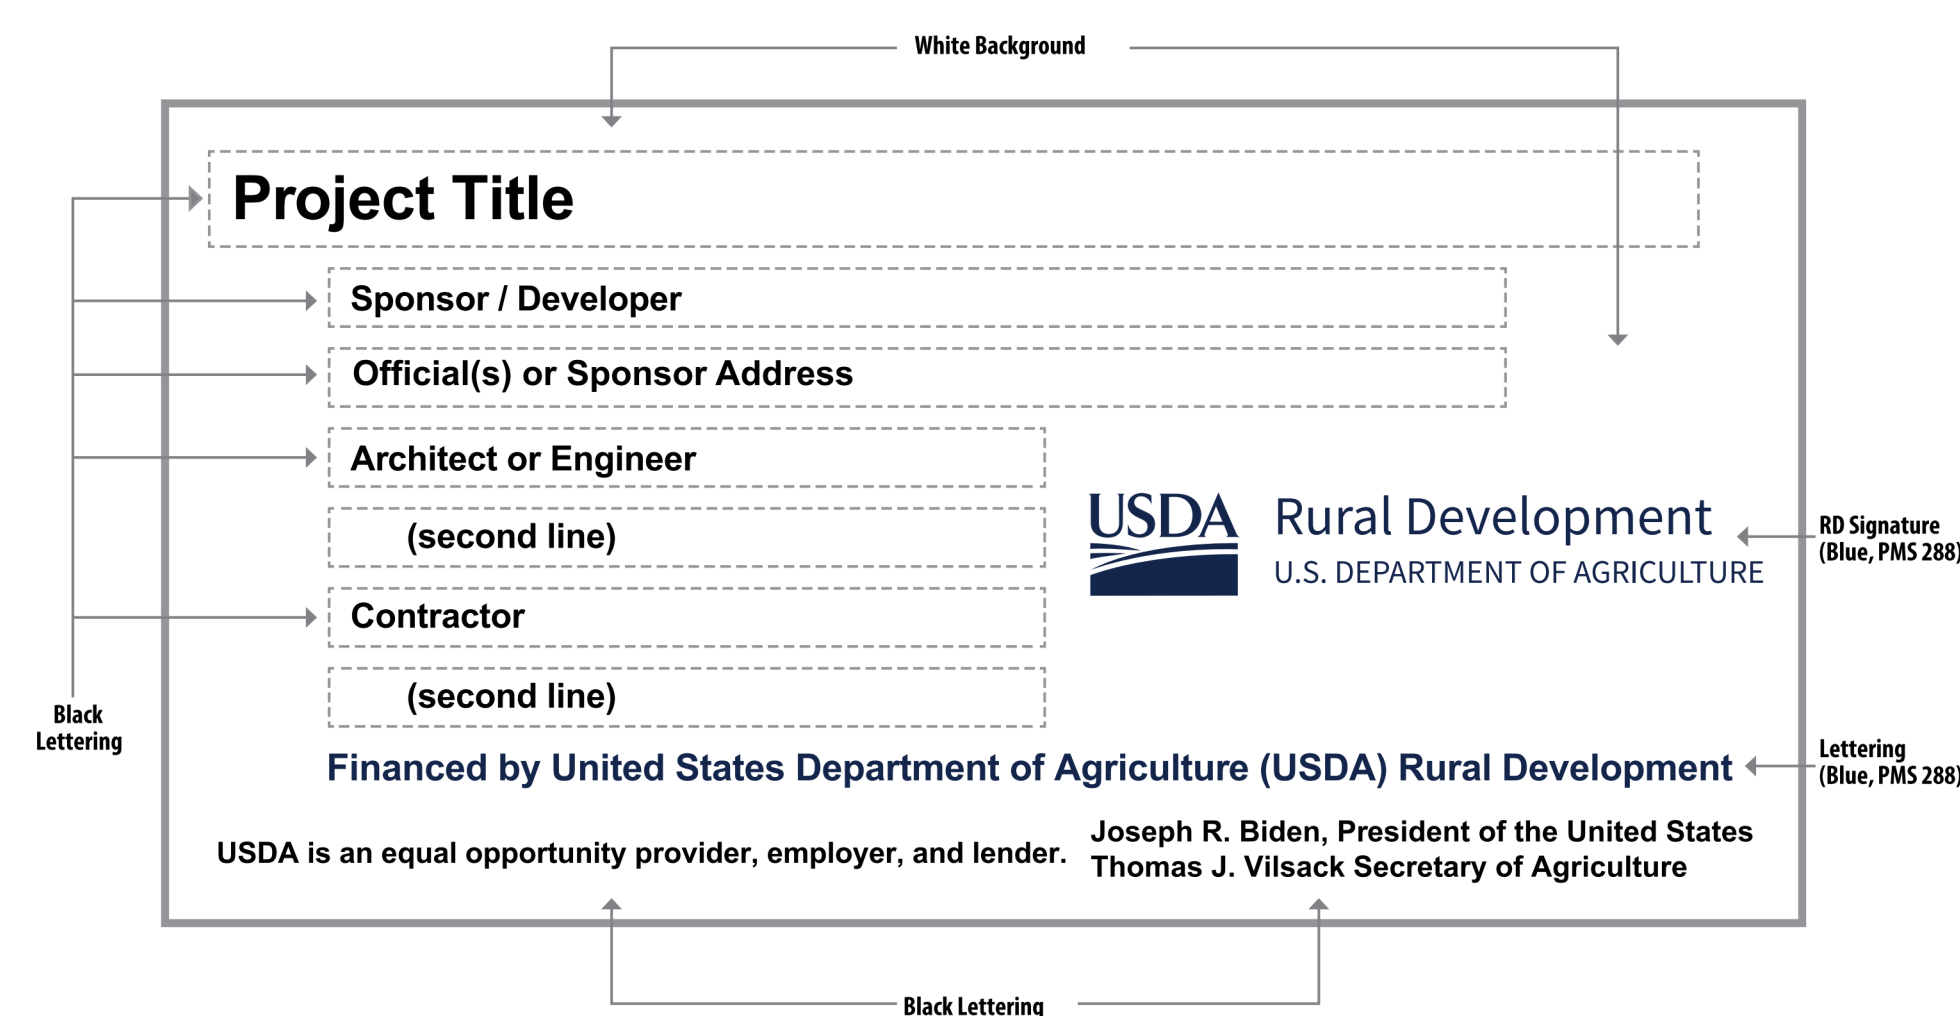 White Background
Project Title
Sponsor / Developer
Official(s) or Sponsor Address
Architect or Engineer
(second line)
Contractor
(second line)
USDA
Rural Development
U.S. DEPARTMENT OF AGRICULTURE
RD Signature
(Blue, PMS 288)
Black
Lettering
Financed by United States Department of Agriculture (USDA) Rural Development
Lettering
(Blue, PMS 288)
USDA is an equal opportunity provider, employer, and lender.
Joseph R. Biden, President of the United States
Thomas J. Vilsack Secretary of Agriculture
Black Lettering